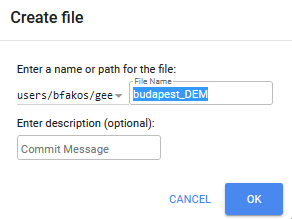 Create file
Enter a name or path for the file:
File Name
users/bfakos/gee budapest_DEM
Enter description (optional):
Commit Message
CANCEL OK